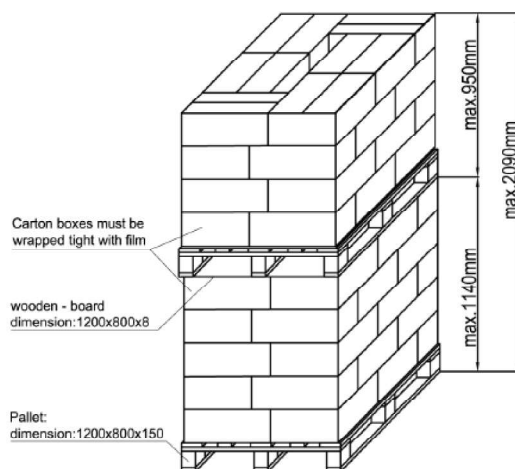 max.950mm
max.2090mm
Carton boxes must be
wrapped tight with film
wooden - board
dimension:1200x800x8
max.1140mm
Pallet:
dimension:1200x800x150